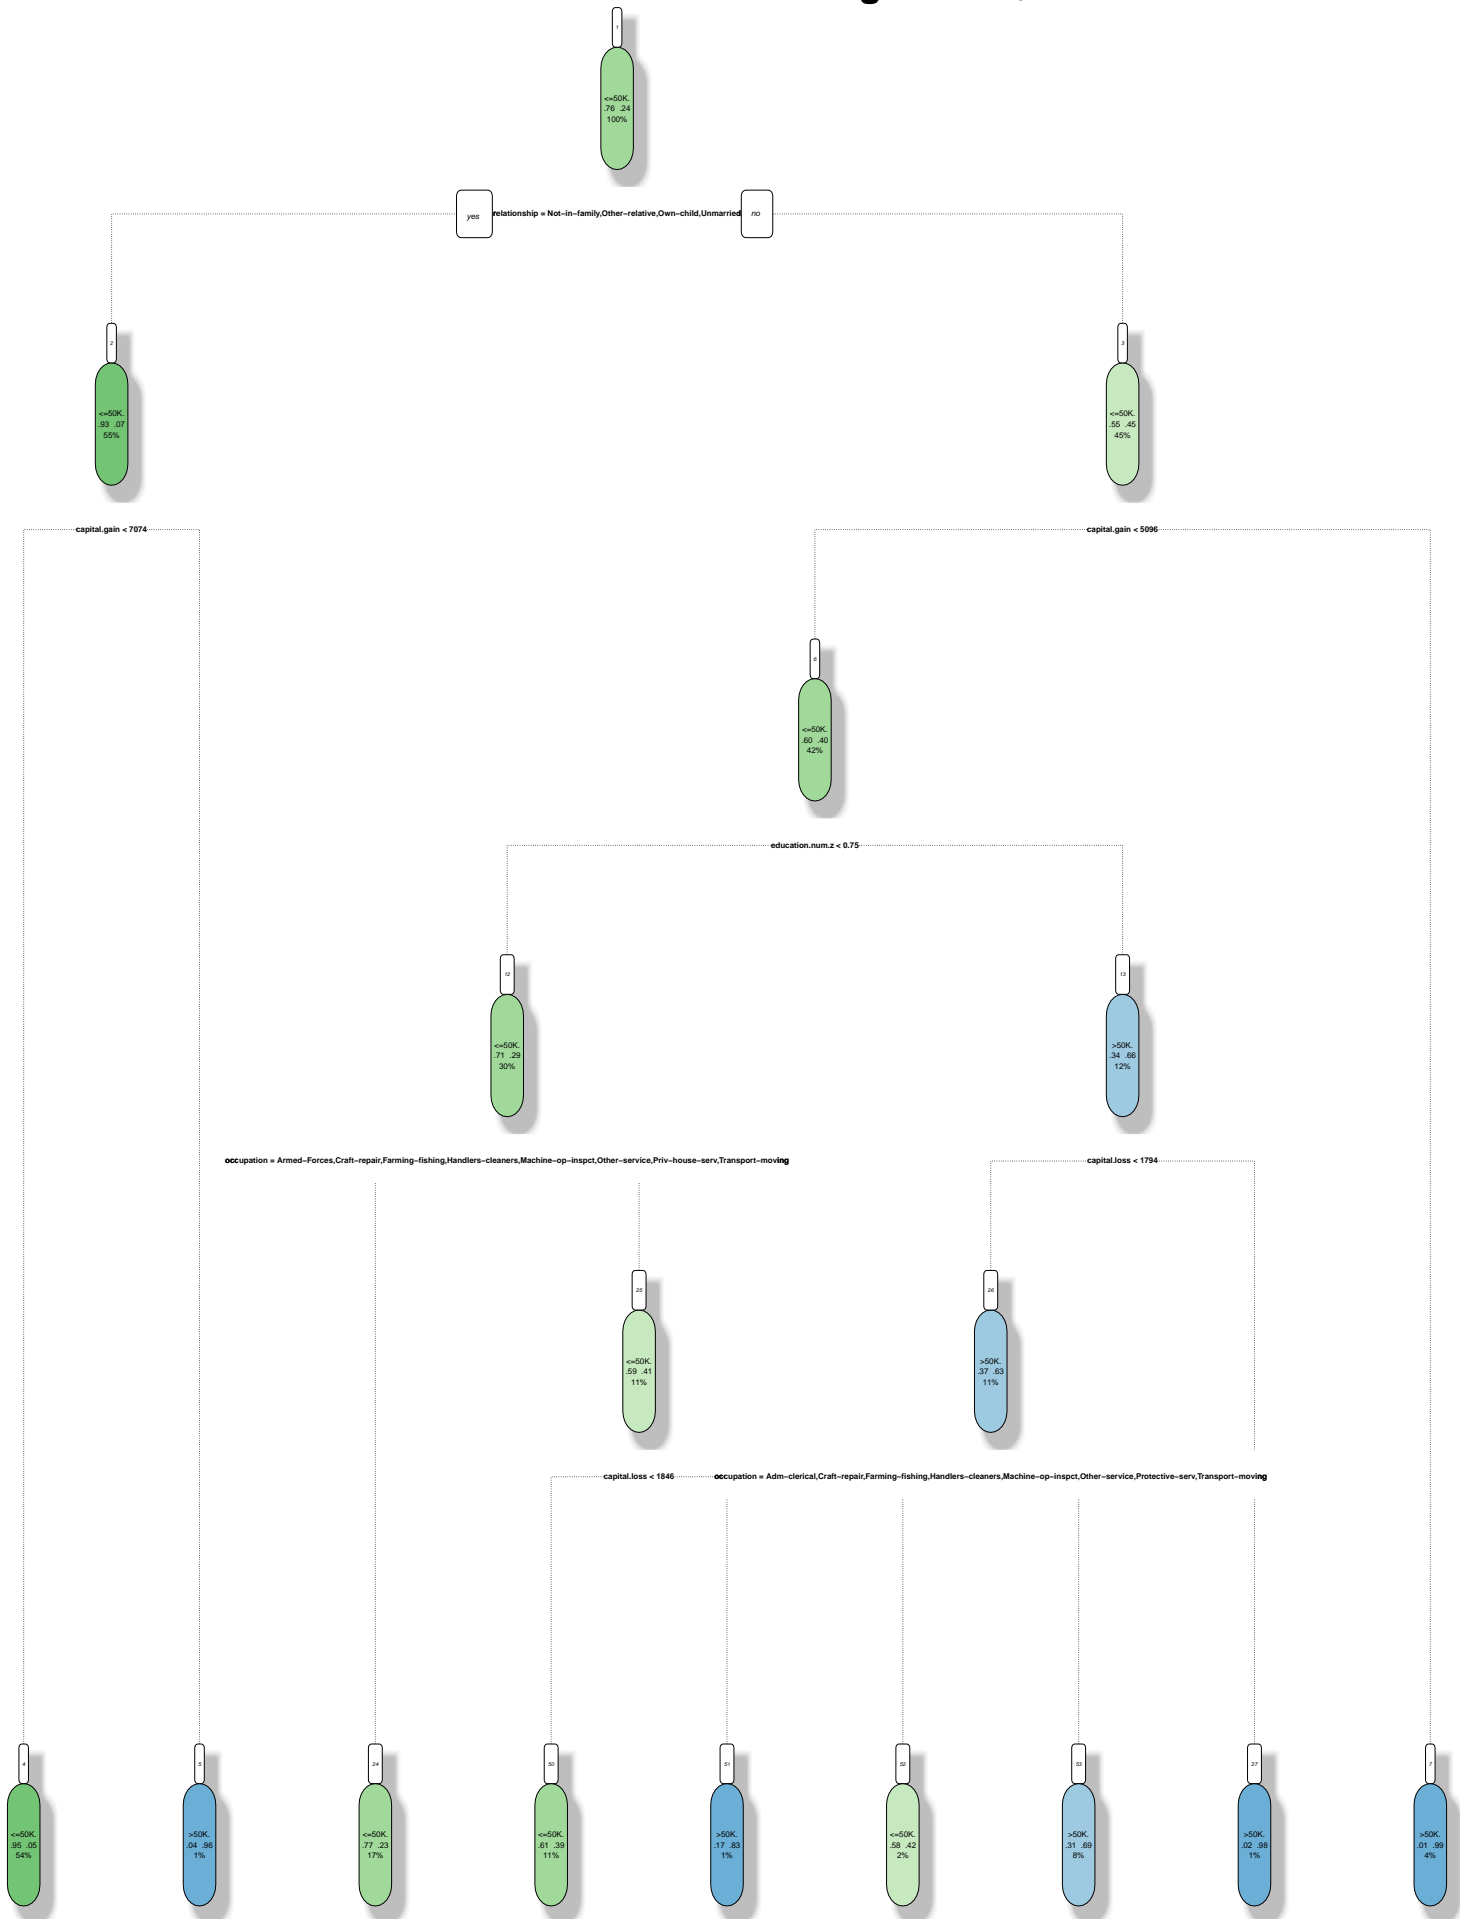 1
<=50K.
.76 .24
100%
yes
relationship = Not−in−family,Other−relative,Own−child,Unmarried
no
2
<=50K.
.93 .07
55%
3
<=50K.
.55 .45
45%
capital.gain < 7074
capital.gain < 5096
6
<=50K.
.60 .40
42%
education.num.z < 0.75
12
<=50K.
.71 .29
30%
13
>50K.
.34 .66
12%
occupation = Armed−Forces,Craft−repair,Farming−fishing,Handlers−cleaners,Machine−op−inspct,Other−service,Priv−house−serv,Transport−moving
capital.loss < 1794
25
<=50K.
.59 .41
11%
26
>50K.
.37 .63
11%
capital.loss < 1846
occupation = Adm−clerical,Craft−repair,Farming−fishing,Handlers−cleaners,Machine−op−inspct,Other−service,Protective−serv,Transport−moving
4
<=50K.
.95 .05
54%
5
>50K.
.04 .96
1%
24
<=50K.
.77 .23
17%
50
<=50K.
.61 .39
11%
51
>50K.
.17 .83
1%
52
<=50K.
.58 .42
2%
53
>50K.
.31 .69
8%
27
>50K.
.02 .98
1%
7
>50K.
.01 .99
4%